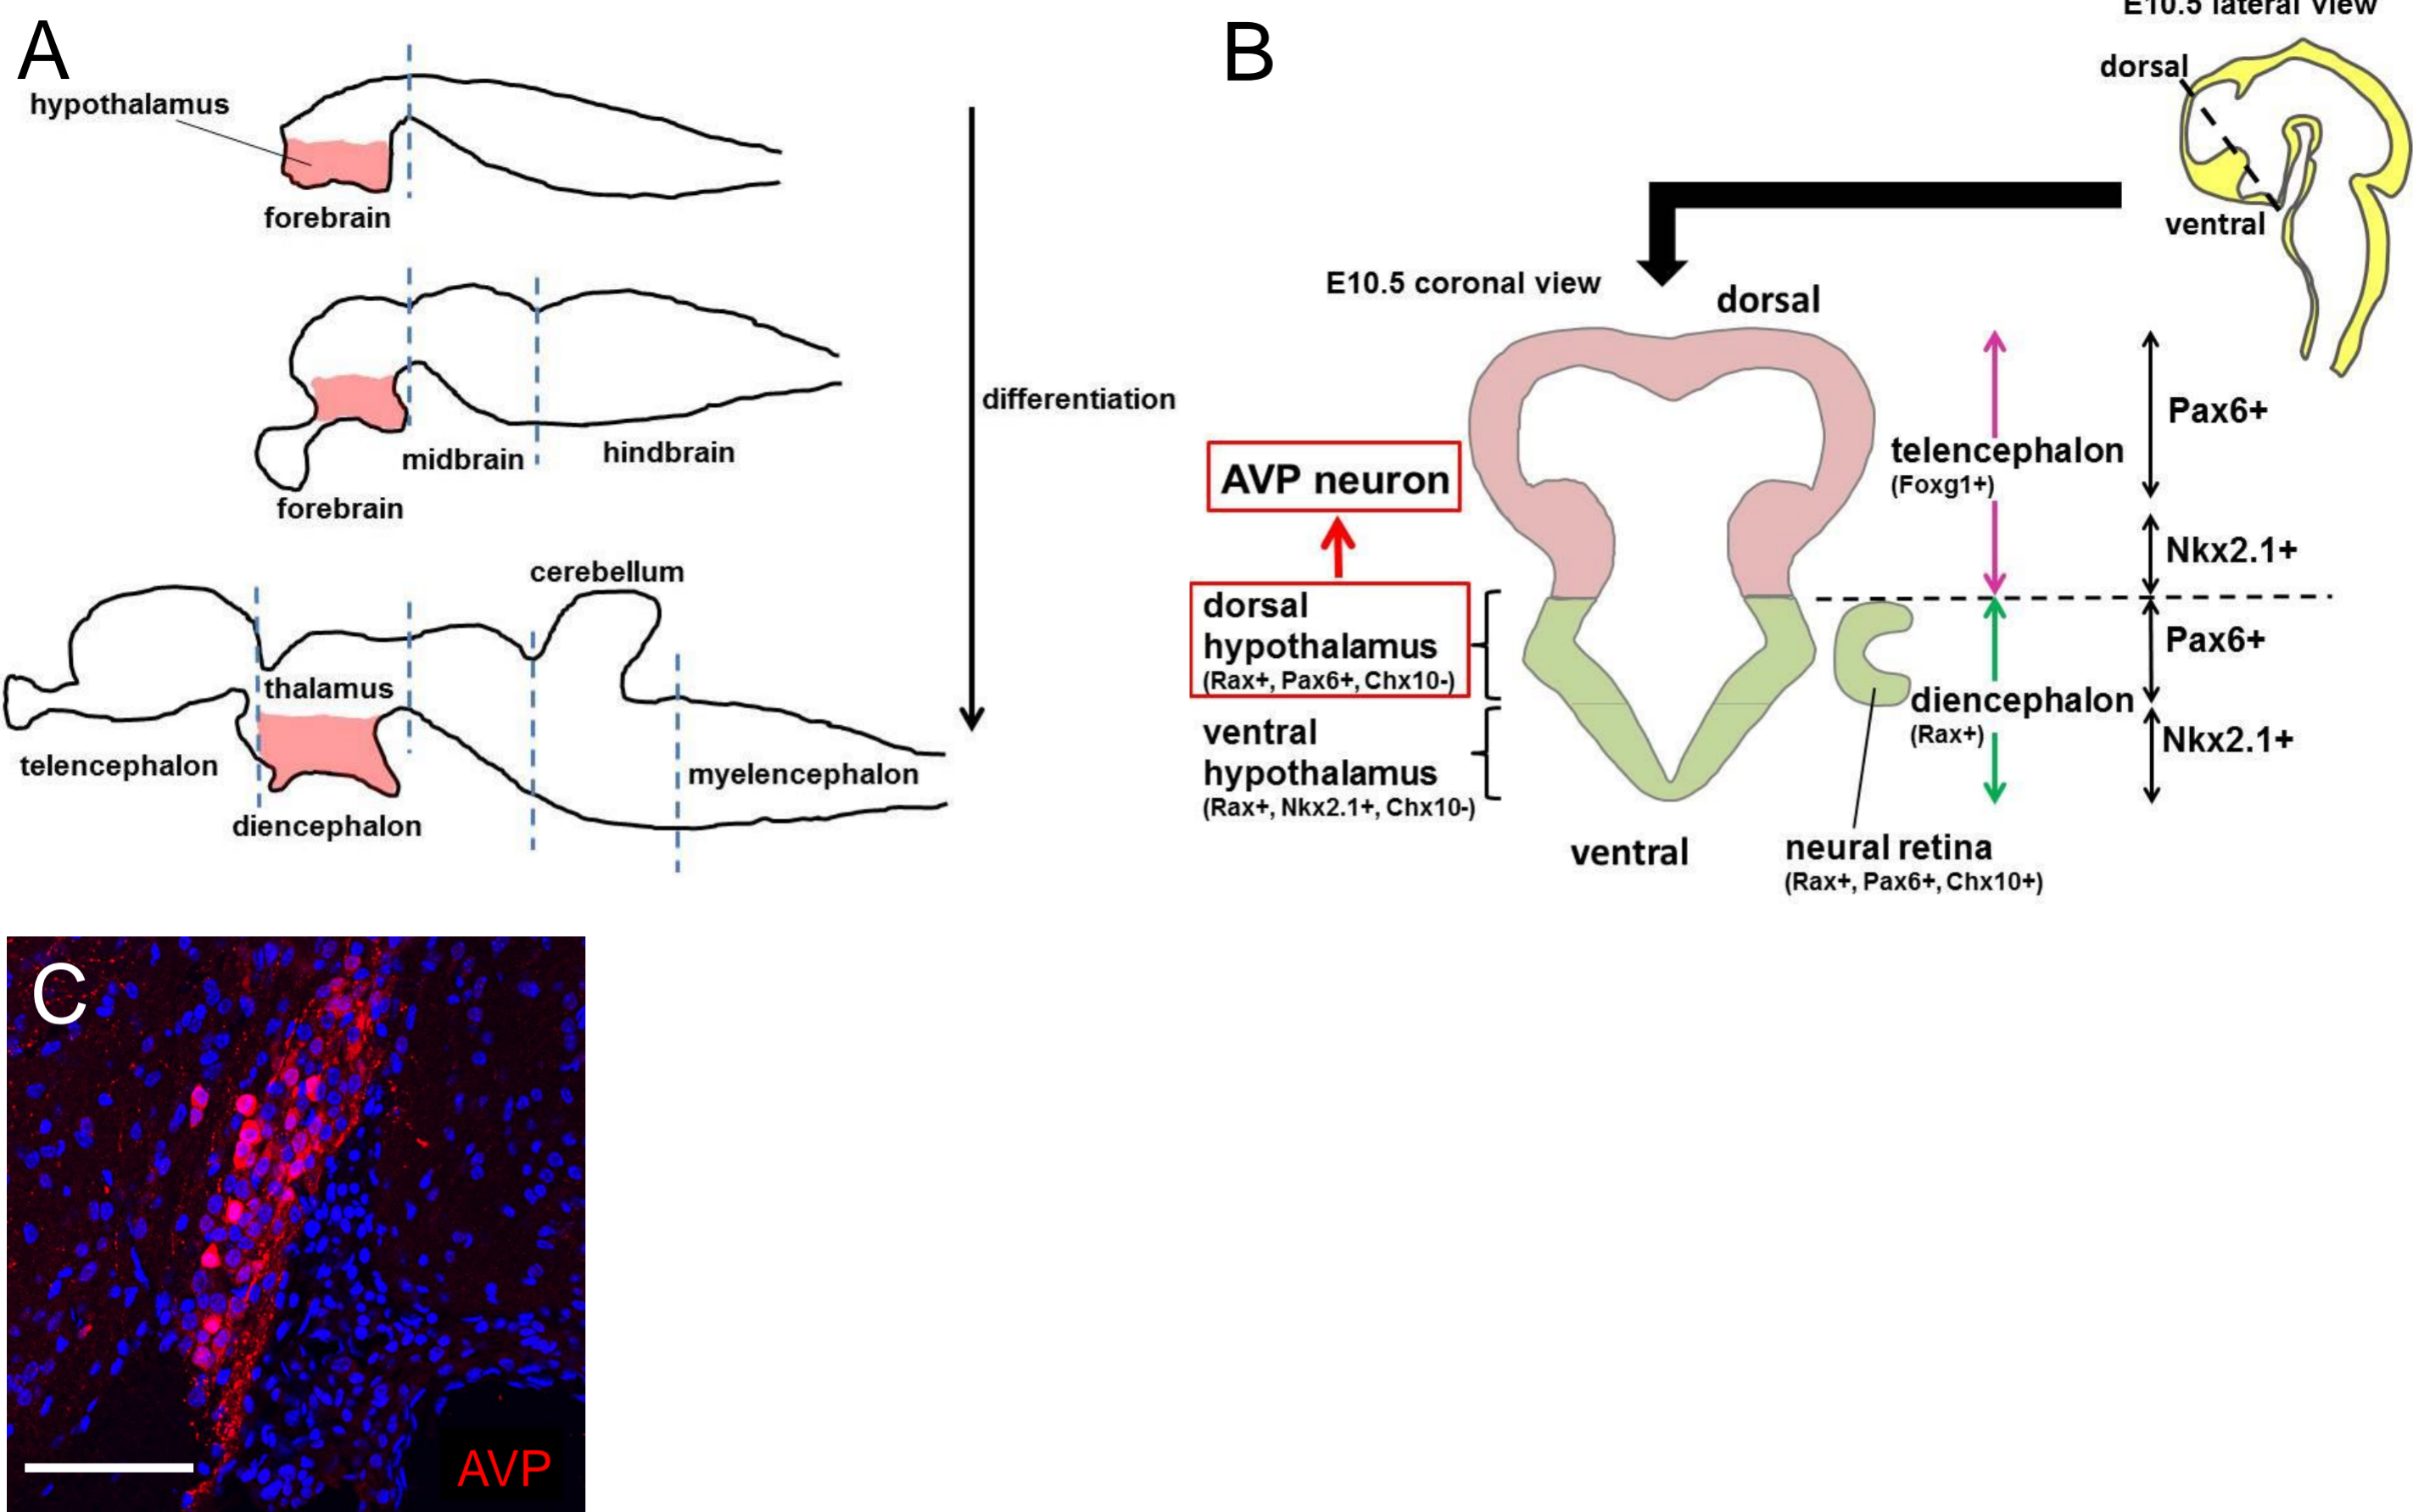 A
hypothalamus
forebrain
forebrain
midbrain
hindbrain
differentiation
cerebellum
thalamus
telencephalon
diencephalon
myelencephalon
B
E10.5 lateral view
dorsal
ventral
E10.5 coronal view
dorsal
AVP neuron
dorsal
hypothalamus
(Rax+, Pax6+, Chx10-)
ventral
hypothalamus
(Rax+, Nkx2.1+, Chx10-)
ventral
telencephalon
(Foxg1+)
diencephalon
(Rax+)
neural retina
(Rax+, Pax6+, Chx10+)
Pax6+
Nkx2.1+
Pax6+
Nkx2.1+
C
AVP